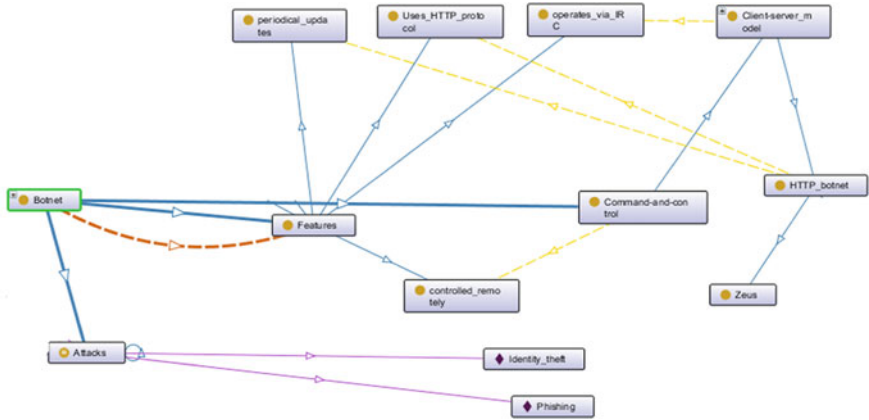 periodical_upda
tes
Uses_HTTP_proto
col
operates_via_IR
C
Client-server_m
odel
Botnet
Features
Command-and-con
trol
HTTP_botnet
controlled_remo
tely
Zeus
Attacks
Identity_theft
Phishing